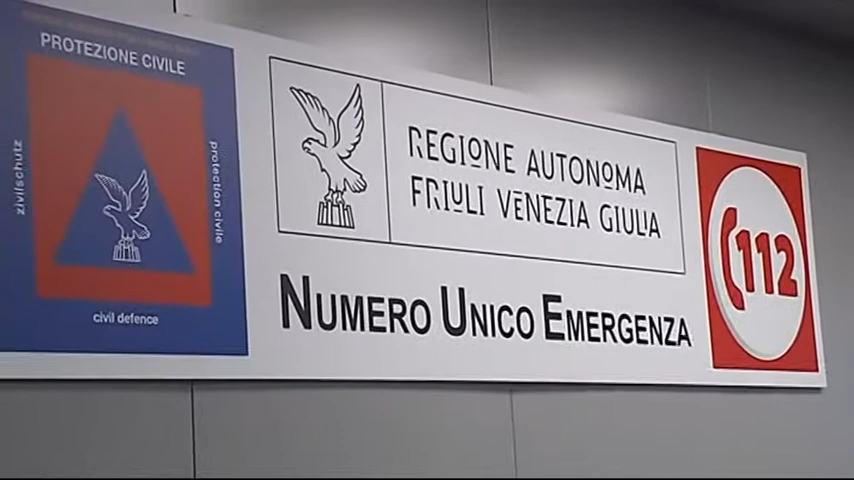 PROTEZIONE CIVILE
zivilschutz
protection civile
civil defence
REGIONE AUTONOMA
FRIULI VENEZIA GIULIA
NUMERO UNICO EMERGENZA
112